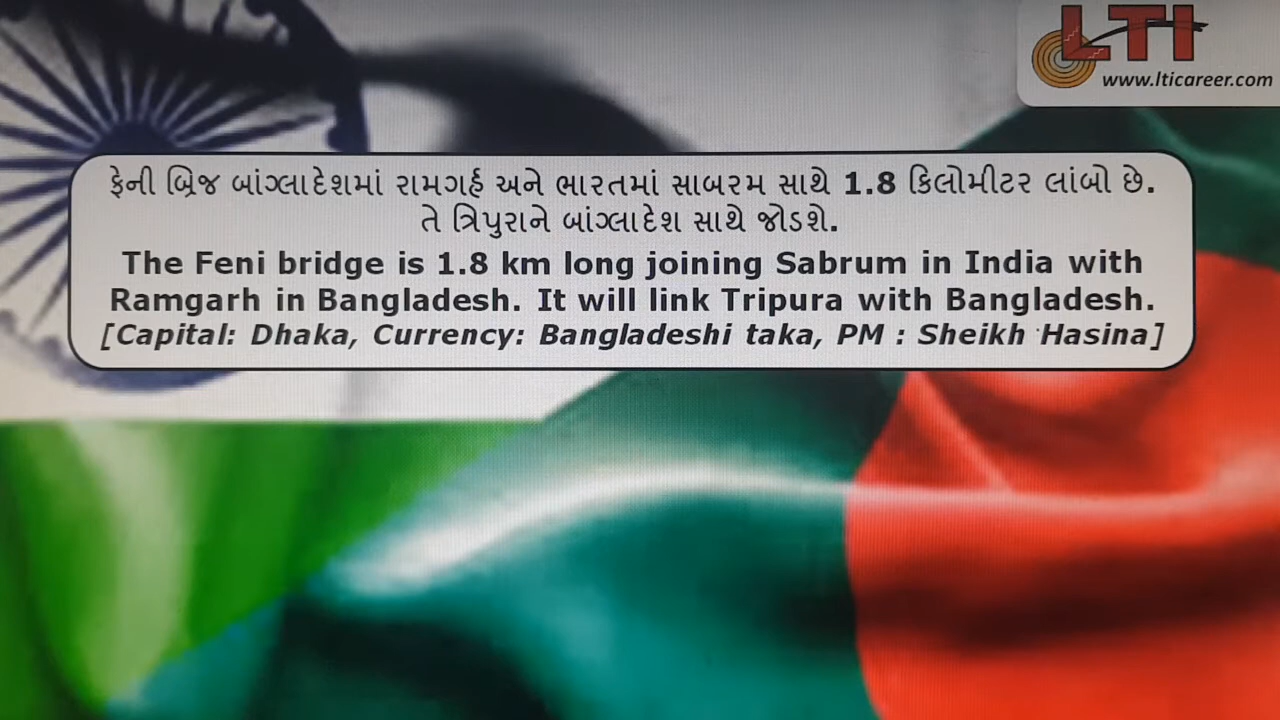 LTI
www.lticareer.com
ફેની બ્રિજ બાંગ્લાદેશમાં રામગર્હ અને ભારતમાં સાબરમ સાથે 1.8 કિલોમીટર લાંબો છે.
તે ત્રિપુરાને બાંગ્લાદેશ સાથે જોડશે.
The Feni bridge is 1.8 km long joining Sabrum in India with
Ramgarh in Bangladesh. It will link Tripura with Bangladesh.
[Capital: Dhaka, Currency: Bangladeshi taka, PM : Sheikh Hasina]